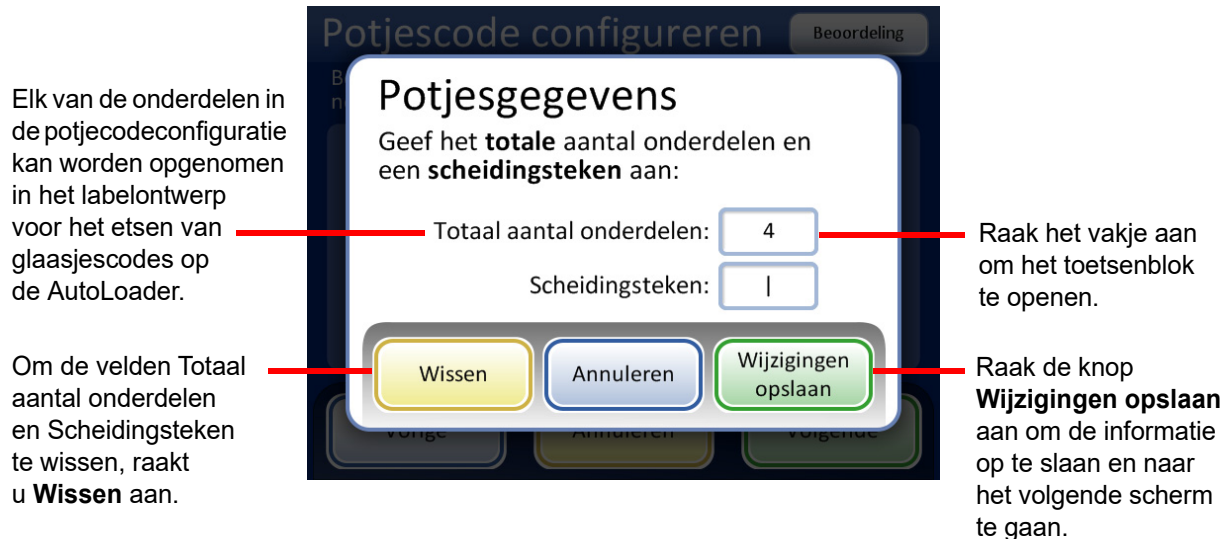 Potjescode configureren
Beoordeling
Potjesgegevens
Geef het totale aantal onderdelen en
een scheidingsteken aan:
Totaal aantal onderdelen: 4
Scheidingsteken: |
Wissen
Annuleren
Wijzigingen
opslaan
Vorige
Annuleren
Volgende
Elk van de onderdelen in
de potjecodeconfiguratie
kan worden opgenomen
in het labelontwerp
voor het etsen van
glaasjescodes op
de AutoLoader.
Om de velden Totaal
aantal onderdelen
en Scheidingsteken
te wissen, raakt
u Wissen aan.
Raak het vakje aan
om het toetsenblok
te openen.
Raak de knop
Wijzigingen opslaan
aan om de informatie
op te slaan en naar
het volgende scherm
te gaan.